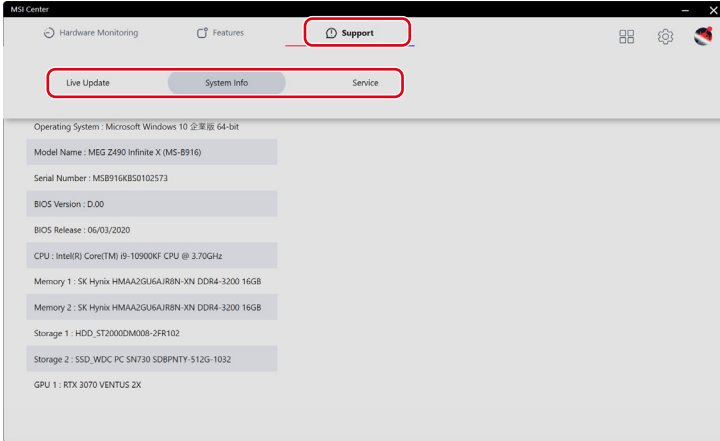 MSI Center
Hardware Monitoring
Features
Support
Live Update
System Info
Service
Operating System : Microsoft Windows 10 企業版 64-bit
Model Name : MEG Z490 Infinite X (MS-B916)
Serial Number : MSB916KBS0102573
BIOS Version : D.00
BIOS Release : 06/03/2020
CPU : Intel(R) Core(TM) i9-10900KF CPU @ 3.70GHz
Memory 1 : SK Hynix HMAA2GU6AJR8N-XN DDR4-3200 16GB
Memory 2 : SK Hynix HMAA2GU6AJR8N-XN DDR4-3200 16GB
Storage 1 : HDD_ST2000DM008-2FR102
Storage 2 : SSD_WDC PC SN730 SDBPNTY-512G-1032
GPU 1 : RTX 3070 VENTUS 2X